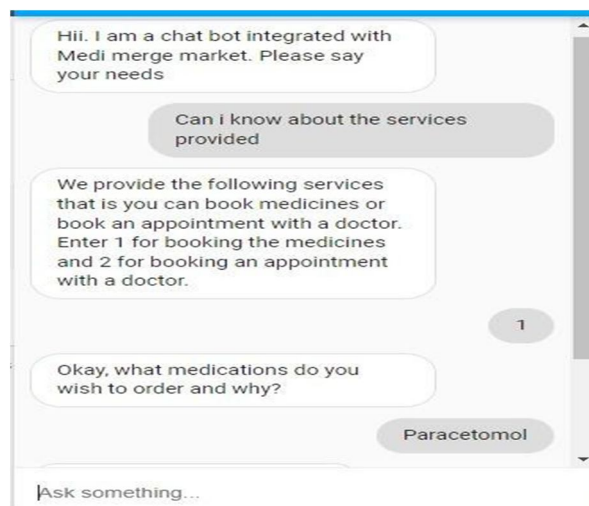 Hii. I am a chat bot integrated with
Medi merge market. Please say
your needs
Can i know about the services
provided
We provide the following services
that is you can book medicines or
book an appointment with a doctor.
Enter 1 for booking the medicines
and 2 for booking an appointment
with a doctor.
1
Okay, what medications do you
wish to order and why?
Paracetomol
Ask something...